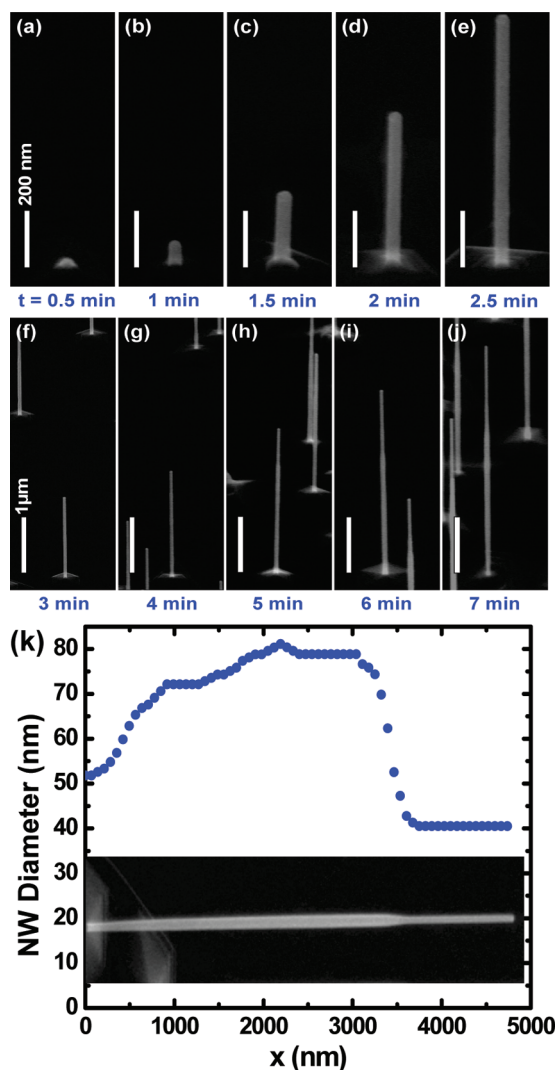 (a) (b) (c) (d) (e)
200 nm
t = 0.5 min 1 min 1.5 min 2 min 2.5 min
(f) (g) (h) (i) (j)
1µm
3 min 4 min 5 min 6 min 7 min
(k)
80
70
60
50
40
30
20
10
0
NW Diameter (nm)
0 1000 2000 3000 4000 5000
x (nm)